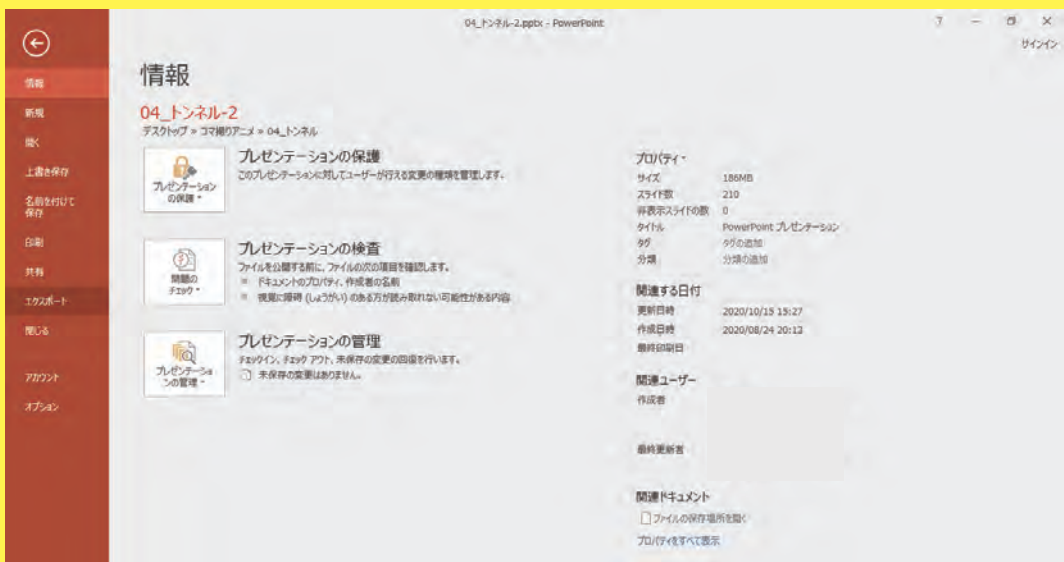 04_トンネル-2.pptx - PowerPoint
?
サインイン
情報
新規
開く
上書き保存
名前を付けて
保存
印刷
共有
エクスポート
閉じる
アカウント
オプション
情報
04_トンネル-2
デスクトップ » コマ撮りアニメ » 04_トンネル
プレゼンテーション
の保護
プレゼンテーションの保護
このプレゼンテーションに対してユーザーが行える変更の種類を管理します。
問題の
チェック
プレゼンテーションの検査
ファイルを公開する前に、ファイルの次の項目を確認します。
ドキュメントのプロパティ、作成者の名前
視覚に障碍 (しょうがい) のある方が読み取れない可能性がある内容
プレゼンテーショ
ンの管理
プレゼンテーションの管理
チェックイン、チェック アウト、未保存の変更の回復を行います。
未保存の変更はありません。
プロパティ
サイズ 186MB
スライド数 210
非表示スライドの数 0
タイトル PowerPoint プレゼンテーション
タグ タグの追加
分類 分類の追加
関連する日付
更新日時 2020/10/15 15:27
作成日時 2020/08/24 20:13
最終印刷日
関連ユーザー
作成者
最終更新者
関連ドキュメント
ファイルの保存場所を開く
プロパティをすべて表示